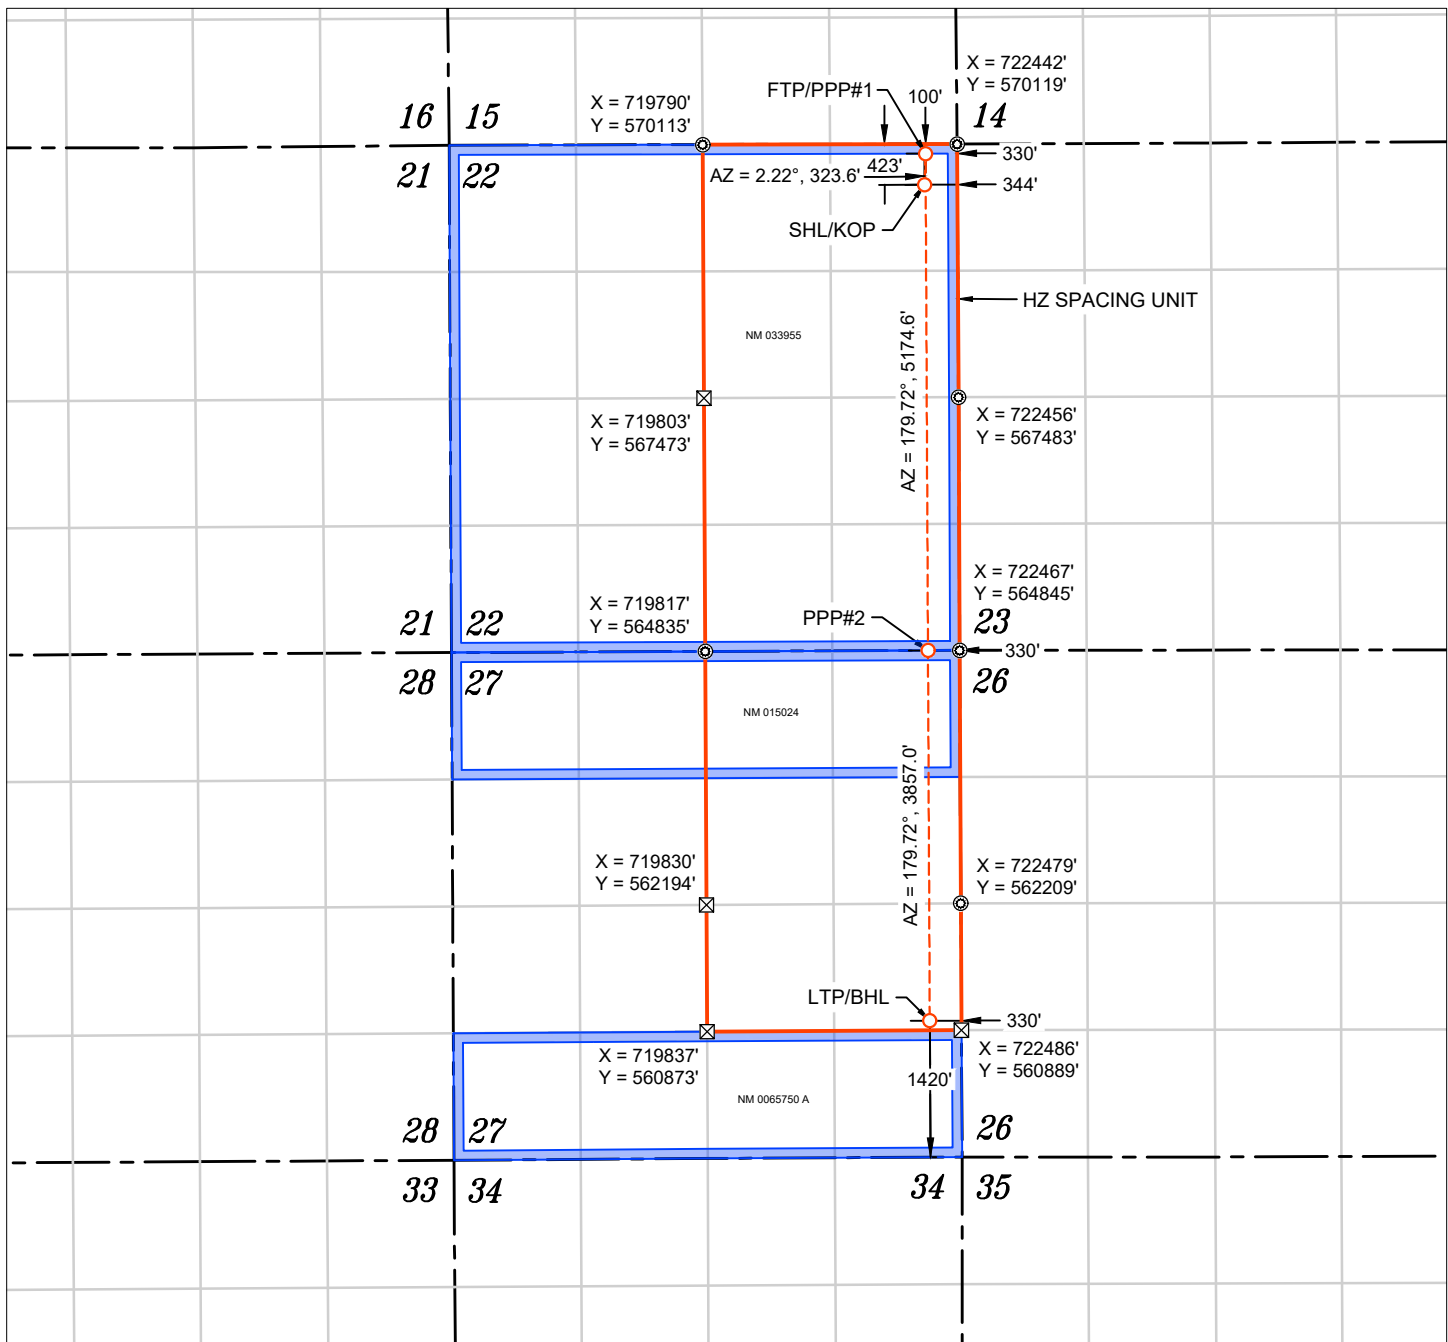 X = 722442'
Y = 570119'
FTP/PPP#1
100'
X = 719790'
Y = 570113'
16 15
14
330'
21 22
423'
AZ = 2.22°, 323.6'
344'
SHL/KOP
HZ SPACING UNIT
NM 033955
AZ = 179.72°, 5174.6'
X = 719803'
Y = 567473'
X = 722456'
Y = 567483'
X = 722467'
Y = 564845'
X = 719817'
Y = 564835'
PPP#2
21 22
23
330'
28 27
26
NM 015024
AZ = 179.72°, 3857.0'
X = 719830'
Y = 562194'
X = 722479'
Y = 562209'
LTP/BHL
330'
X = 719837'
Y = 560873'
X = 722486'
Y = 560889'
1420'
NM 0065750 A
28 27
26
33 34
34 35